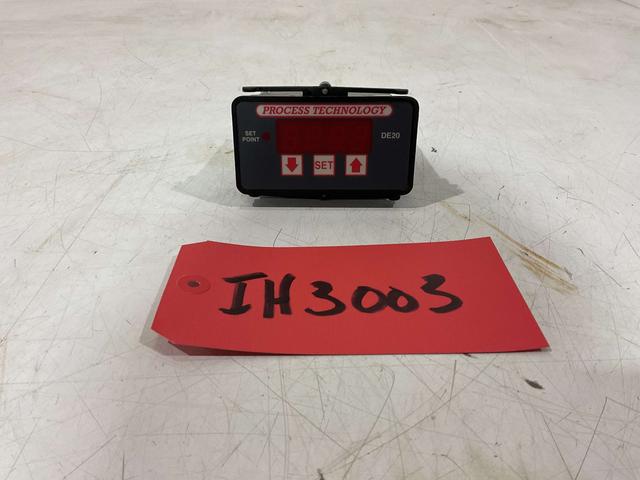 PROCESS TECHNOLOGY
SET
POINT
DE20
SET
IH3003